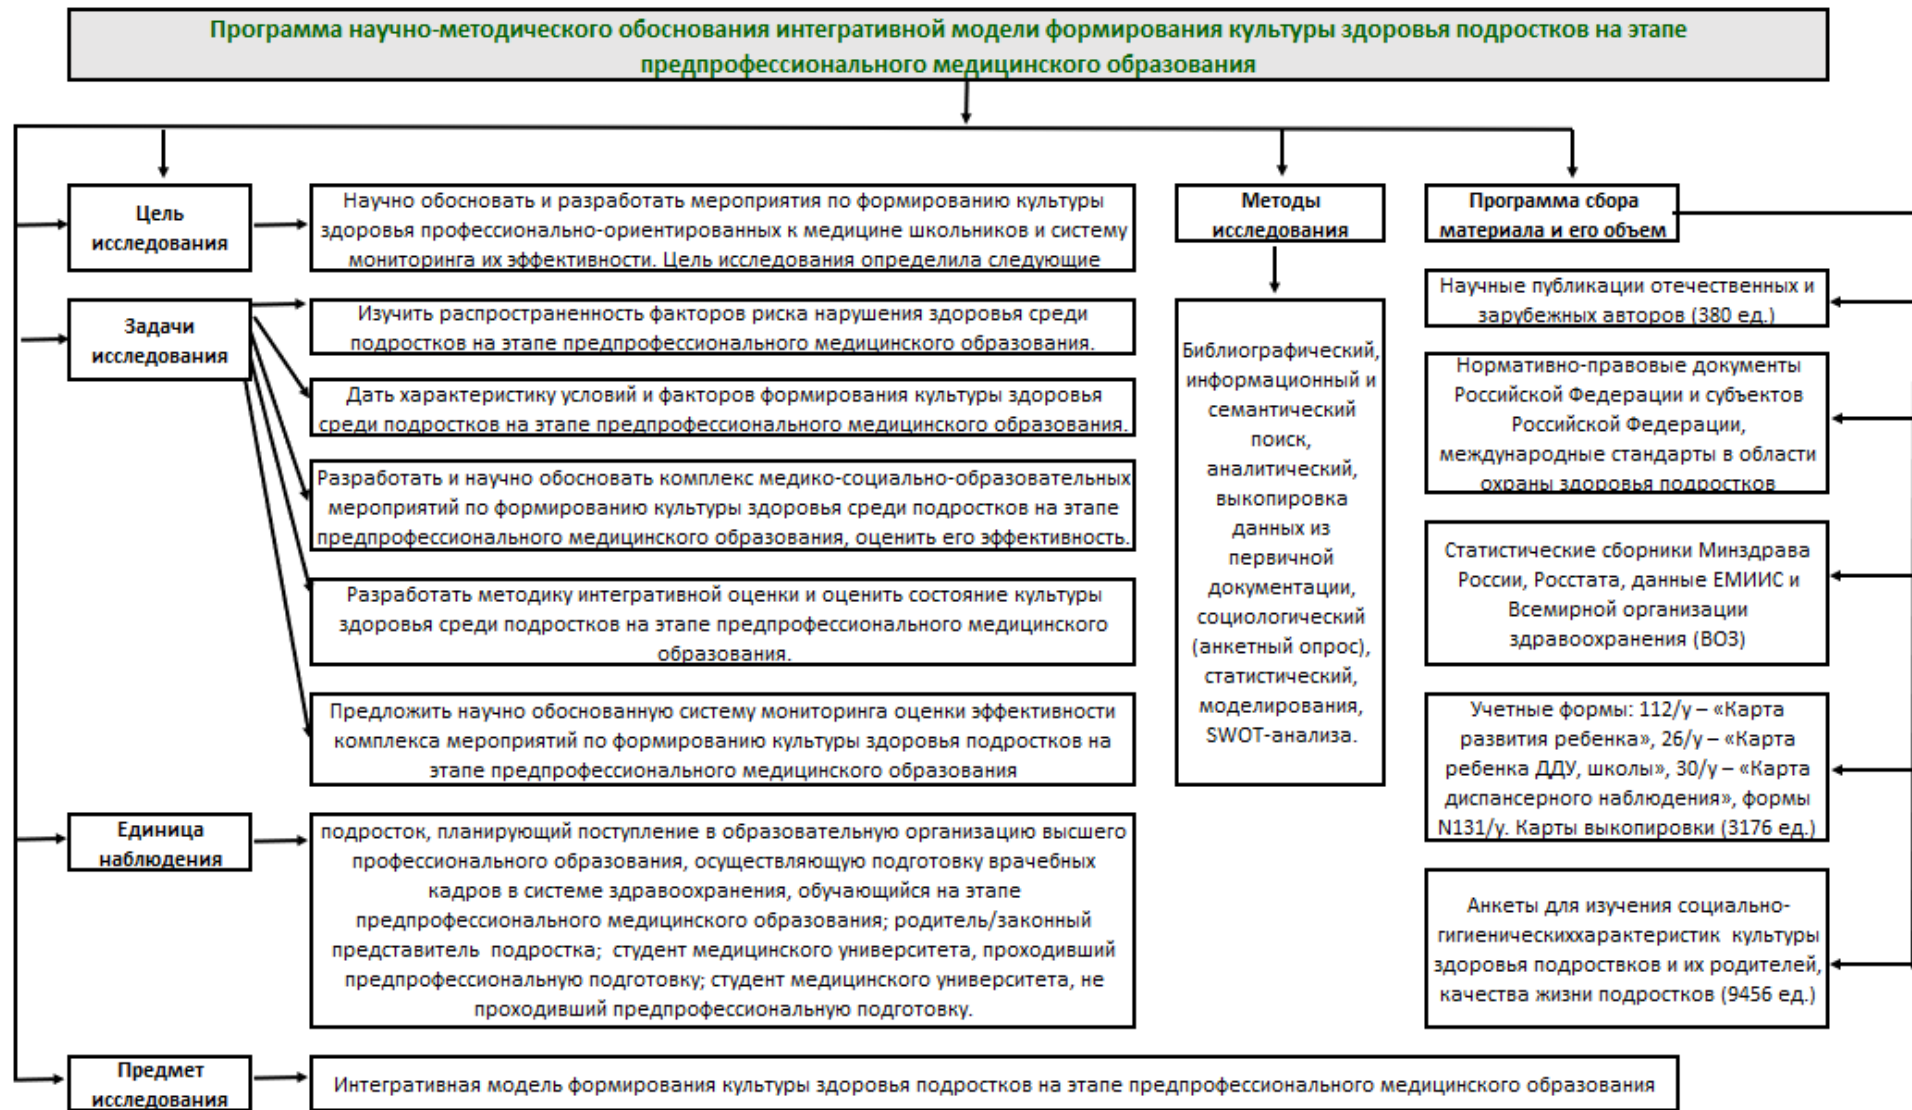 Программа научно-методического обоснования интегративной модели формирования культуры здоровья подростков на этапе
предпрофессионального медицинского образования
Цель
исследования
Научно обосновать и разработать мероприятия по формированию культуры
здоровья профессионально-ориентированных к медицине школьников и систему
мониторинга их эффективности. Цель исследования определила следующие
Задачи
исследования
Изучить распространенность факторов риска нарушения здоровья среди
подростков на этапе предпрофессионального медицинского образования.
Дать характеристику условий и факторов формирования культуры здоровья
среди подростков на этапе предпрофессионального медицинского образования.
Разработать и научно обосновать комплекс медико-социально-образовательных
мероприятий по формированию культуры здоровья среди подростков на этапе
предпрофессионального медицинского образования, оценить его эффективность.
Разработать методику интегративной оценки и оценить состояние культуры
здоровья среди подростков на этапе предпрофессионального медицинского
образования.
Предложить научно обоснованную систему мониторинга оценки эффективности
комплекса мероприятий по формированию культуры здоровья подростков на
этапе предпрофессионального медицинского образования
Единица
наблюдения
подросток, планирующий поступление в образовательную организацию высшего
профессионального образования, осуществляющую подготовку врачебных
кадров в системе здравоохранения, обучающийся на этапе
предпрофессионального медицинского образования; родитель/законный
представитель подростка; студент медицинского университета, проходивший
предпрофессиональную подготовку; студент медицинского университета, не
проходивший предпрофессиональную подготовку.
Предмет
исследования
Интегративная модель формирования культуры здоровья подростков на этапе предпрофессионального медицинского образования
Методы
исследования
Библиографический,
информационный и
семантический
поиск,
аналитический,
выкопировка
данных из
первичной
документации,
социологический
(анкетный опрос),
статистический,
моделирования,
SWOT-анализа.
Программа сбора
материала и его объем
Научные публикации отечественных и
зарубежных авторов (380 ед.)
Нормативно-правовые документы
Российской Федерации и субъектов
Российской Федерации,
международные стандарты в области
охраны здоровья подростков
Статистические сборники Минздрава
России, Росстата, данные ЕМИИС и
Всемирной организации
здравоохранения (ВОЗ)
Учетные формы: 112/у – «Карта
развития ребенка», 26/у – «Карта
ребенка ДДУ, школы», 30/у – «Карта
диспансерного наблюдения», формы
N131/у. Карты выкопировки (3176 ед.)
Анкеты для изучения социально-
гигиеническиххарактеристик культуры
здоровья подроствков и их родителей,
качества жизни подростков (9456 ед.)